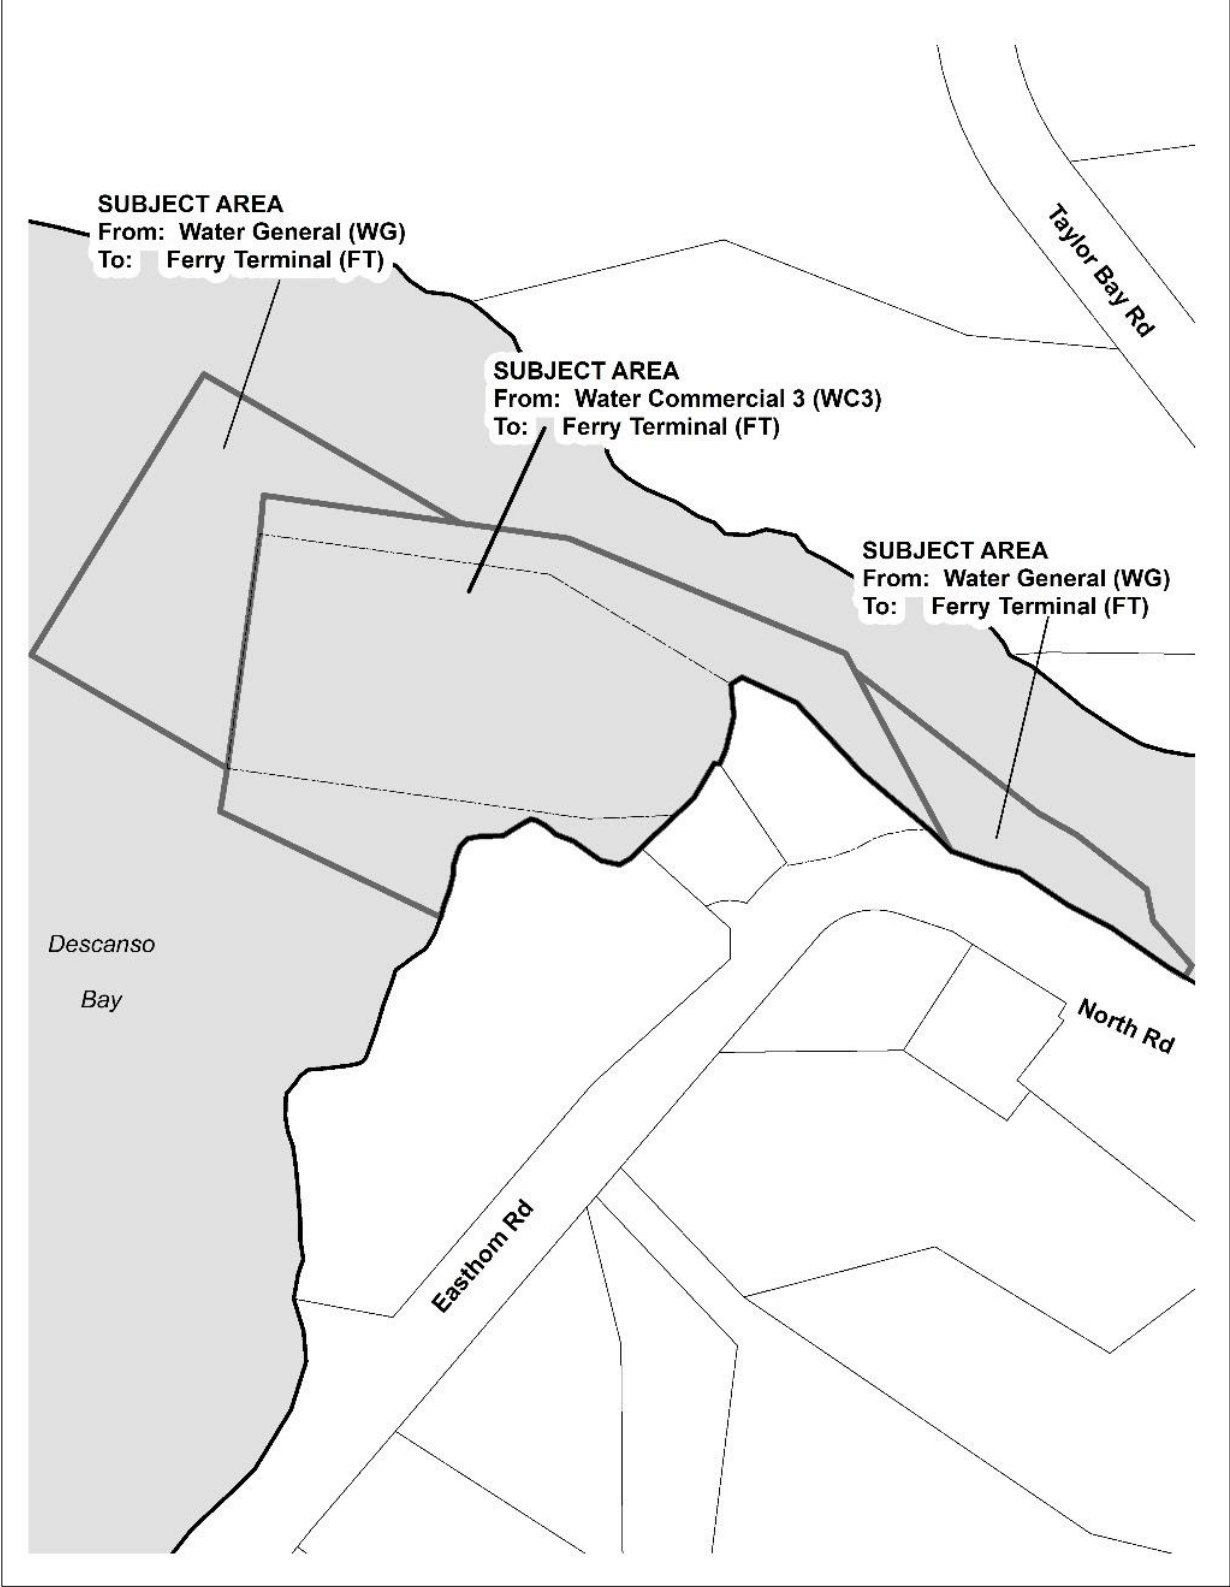 SUBJECT AREA
From: Water General (WG)
To: Ferry Terminal (FT)
Taylor Bay Rd
SUBJECT AREA
From: Water Commercial 3 (WC3)
To: Ferry Terminal (FT)
SUBJECT AREA
From: Water General (WG)
To: Ferry Terminal (FT)
Descanso
Bay
North Rd
Easthom Rd